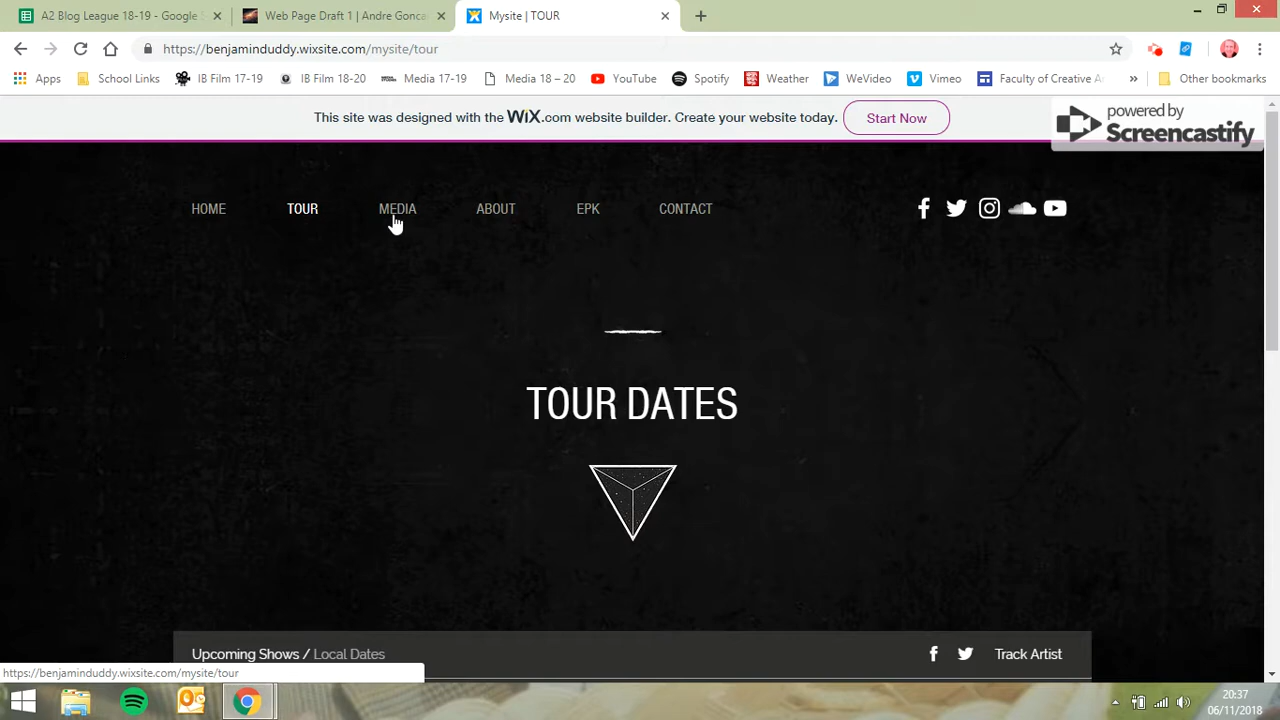 A2 Blog League 18-19 - Google S
Web Page Draft 1 | Andre Gonca
Mysite | TOUR
https://benjaminduddy.wixsite.com/mysite/tour
Apps
School Links
IB Film 17-19
IB Film 18-20
Media 17-19
Media 18 – 20
YouTube
Spotify
Weather
WeVideo
Vimeo
Faculty of Creative A
»
Other bookmarks
This site was designed with the WiX.com website builder. Create your website today.
Start Now
powered by
Screencastify
HOME
TOUR
MEDIA
ABOUT
EPK
CONTACT
TOUR DATES
Upcoming Shows / Local Dates
Track Artist
https://benjaminduddy.wixsite.com/mysite/tour
20:37
06/11/2018